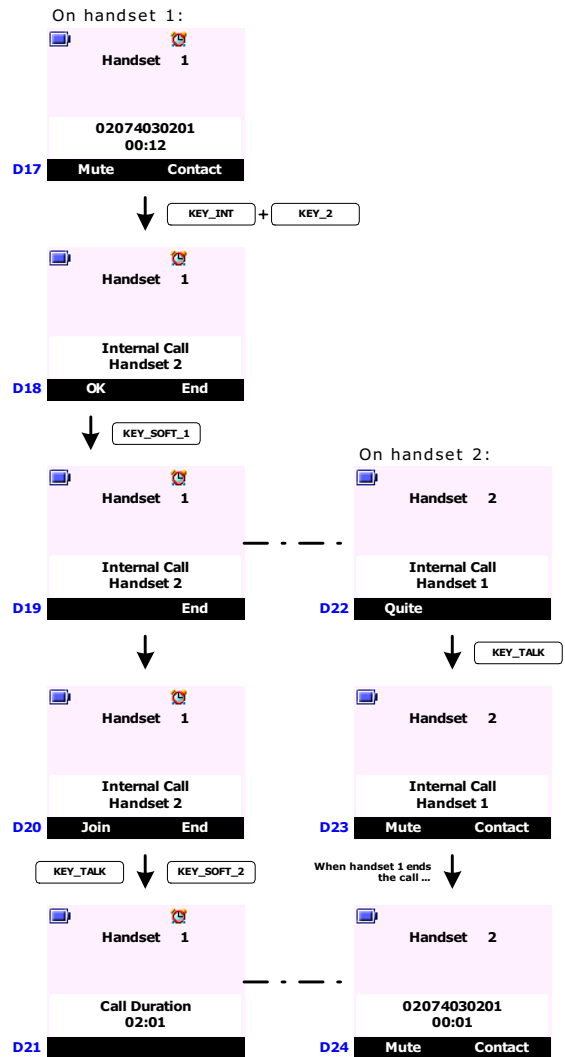 On handset 1:
Handset 1
02074030201
00:12
D17 Mute Contact
KEY_INT + KEY_2
Handset 1
Internal Call
Handset 2
D18 OK End
KEY_SOFT_1
On handset 2:
Handset 1
Internal Call
Handset 2
D19 End
Handset 2
Internal Call
Handset 1
D22 Quite
KEY_TALK
Handset 1
Internal Call
Handset 2
D20 Join End
Handset 2
Internal Call
Handset 1
D23 Mute Contact
KEY_TALK KEY_SOFT_2
When handset 1 ends
the call ...
Handset 1
Call Duration
02:01
D21
Handset 2
02074030201
00:01
D24 Mute Contact